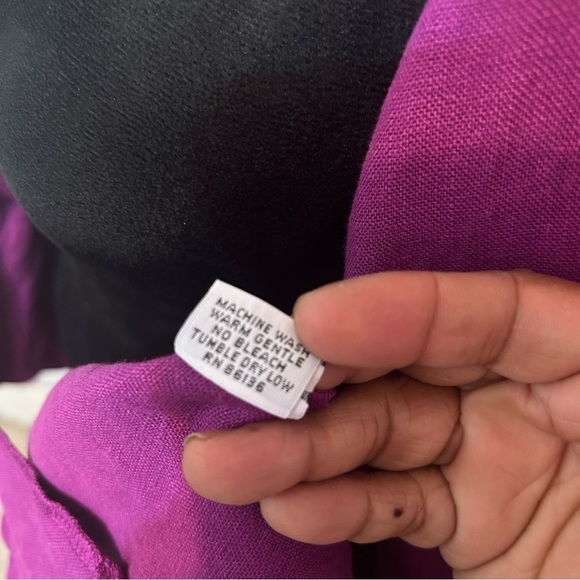 MACHINE WASH
WARM GENTLE
NO BLEACH
TUMBLE DRY LOW
RN 86136